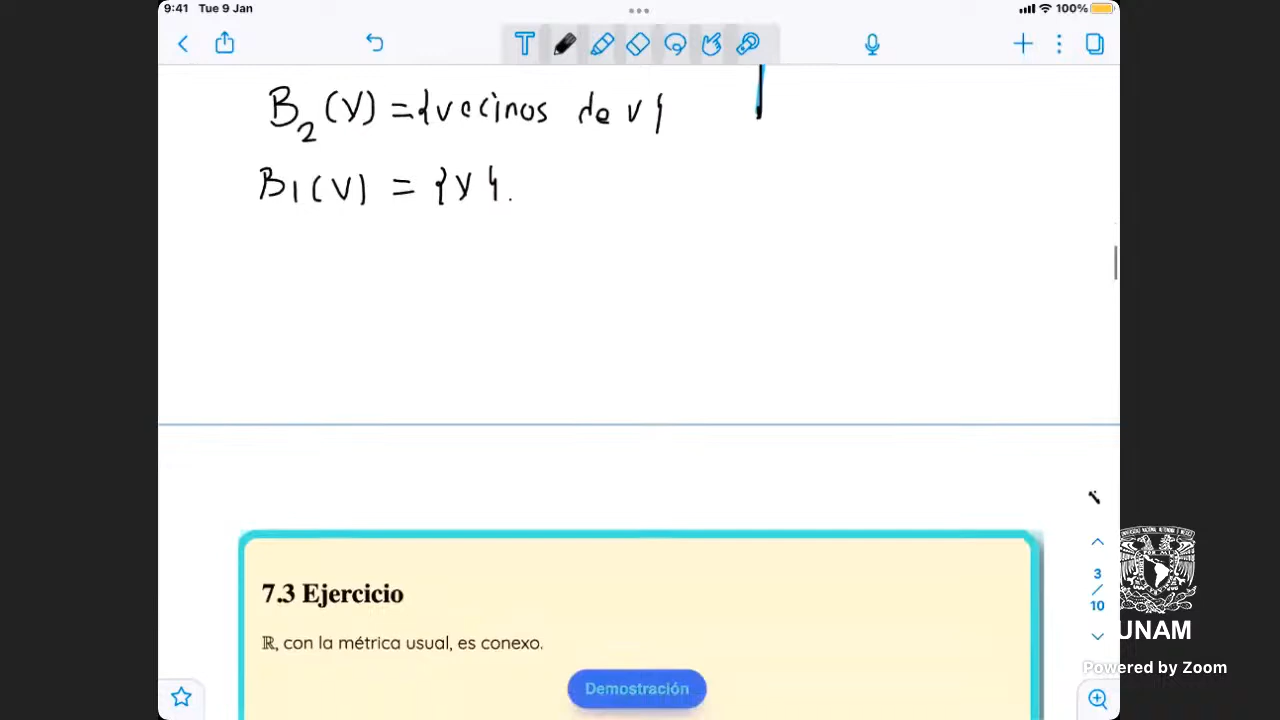 9:41 Tue 9 Jan
100%
B₂(v) = {vecinos de v}
B1(v) = {v}.
7.3 Ejercicio
ℝ, con la métrica usual, es conexo.
Demostración
3
/
10
UNAM
Powered by Zoom